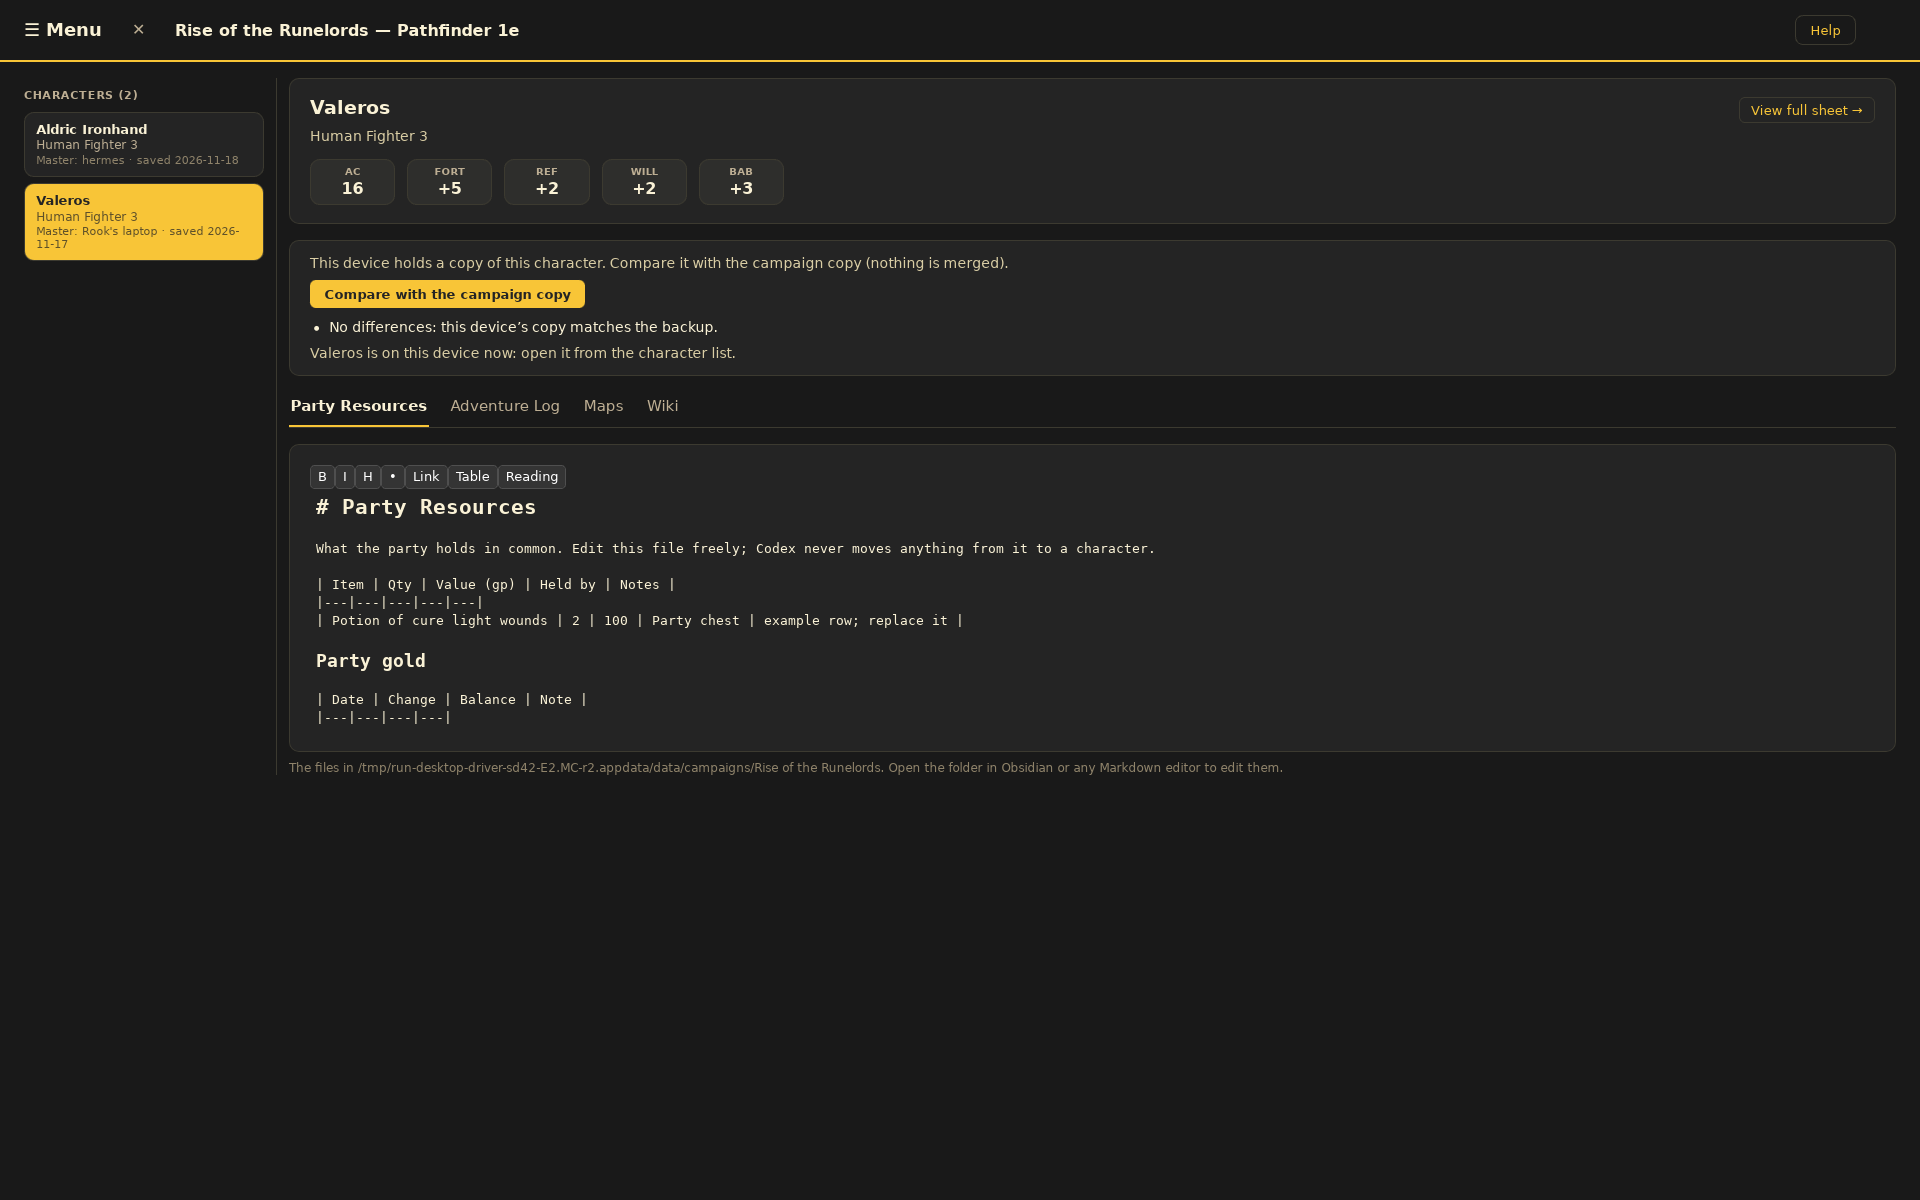 ☰ Menu
✕
Rise of the Runelords — Pathfinder 1e
Help
CHARACTERS (2)
Aldric Ironhand
Human Fighter 3
Master: hermes · saved 2026-11-18
Valeros
Human Fighter 3
Master: Rook's laptop · saved 2026-
11-17
Valeros
View full sheet →
Human Fighter 3
AC
16
FORT
+5
REF
+2
WILL
+2
BAB
+3
This device holds a copy of this character. Compare it with the campaign copy (nothing is merged).
Compare with the campaign copy
• No differences: this device’s copy matches the backup.
Valeros is on this device now: open it from the character list.
Party Resources
Adventure Log
Maps
Wiki
B I H • Link Table Reading
# Party Resources
What the party holds in common. Edit this file freely; Codex never moves anything from it to a character.
| Item | Qty | Value (gp) | Held by | Notes |
|---|---|---|---|---|
| Potion of cure light wounds | 2 | 100 | Party chest | example row; replace it |
Party gold
| Date | Change | Balance | Note |
|---|---|---|---|
The files in /tmp/run-desktop-driver-sd42-E2.MC-r2.appdata/data/campaigns/Rise of the Runelords. Open the folder in Obsidian or any Markdown editor to edit them.